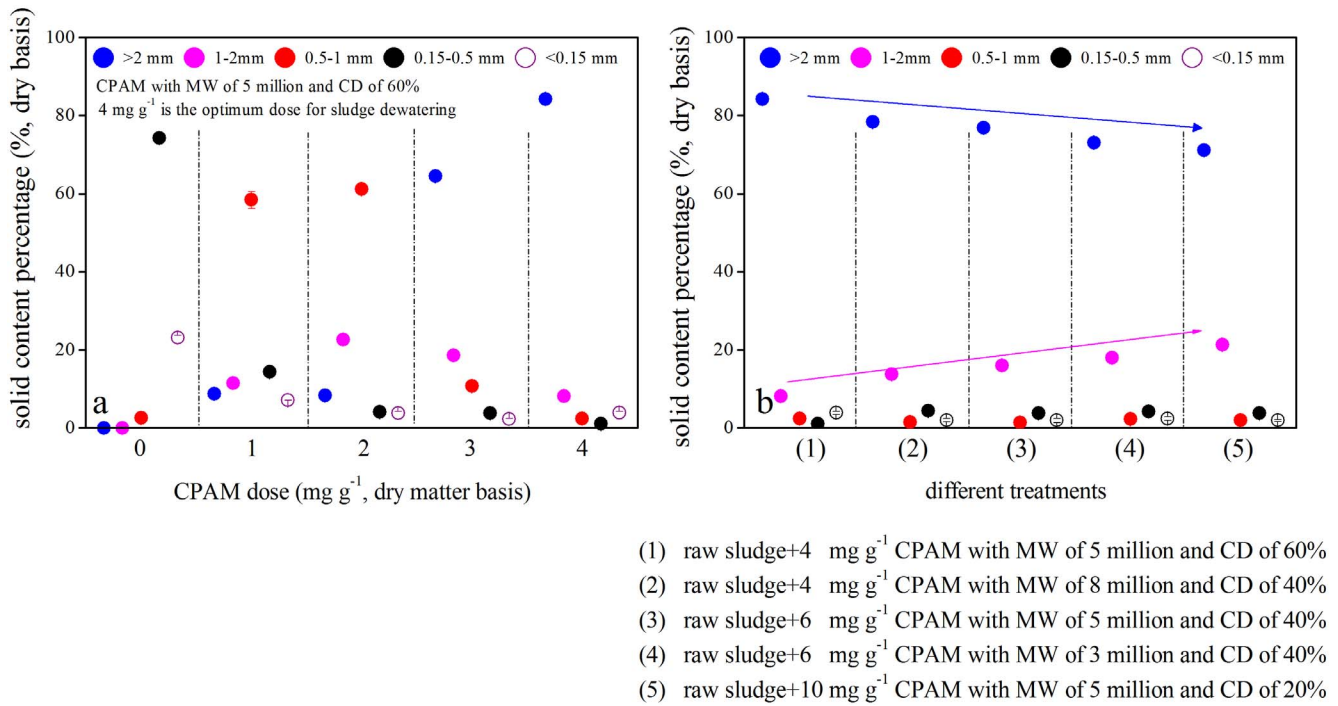 100
80
60
40
20
0
solid content percentage (%, dry basis)
>2 mm 1-2mm 0.5-1 mm 0.15-0.5 mm <0.15 mm
CPAM with MW of 5 million and CD of 60%
4 mg g⁻¹ is the optimum dose for sludge dewatering
a
0 1 2 3 4
CPAM dose (mg g⁻¹, dry matter basis)
100
80
60
40
20
0
solid content percentage (%, dry basis)
>2 mm 1-2mm 0.5-1 mm 0.15-0.5 mm <0.15 mm
b
(1) (2) (3) (4) (5)
different treatments
(1) raw sludge+4 mg g⁻¹ CPAM with MW of 5 million and CD of 60%
(2) raw sludge+4 mg g⁻¹ CPAM with MW of 8 million and CD of 40%
(3) raw sludge+6 mg g⁻¹ CPAM with MW of 5 million and CD of 40%
(4) raw sludge+6 mg g⁻¹ CPAM with MW of 3 million and CD of 40%
(5) raw sludge+10 mg g⁻¹ CPAM with MW of 5 million and CD of 20%